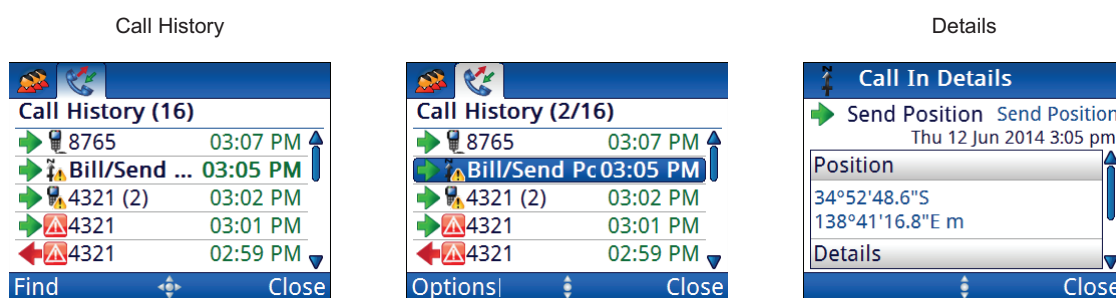 Call History
Details
Call History (16)
8765 03:07 PM
Bill/Send ... 03:05 PM
4321 (2) 03:02 PM
4321 03:01 PM
4321 02:59 PM
Find Close
Call History (2/16)
8765 03:07 PM
Bill/Send Pc 03:05 PM
4321 (2) 03:02 PM
4321 03:01 PM
4321 02:59 PM
Options Close
Call In Details
Send Position Send Position
Thu 12 Jun 2014 3:05 pm
Position
34°52'48.6"S
138°41'16.8"E m
Details
Close